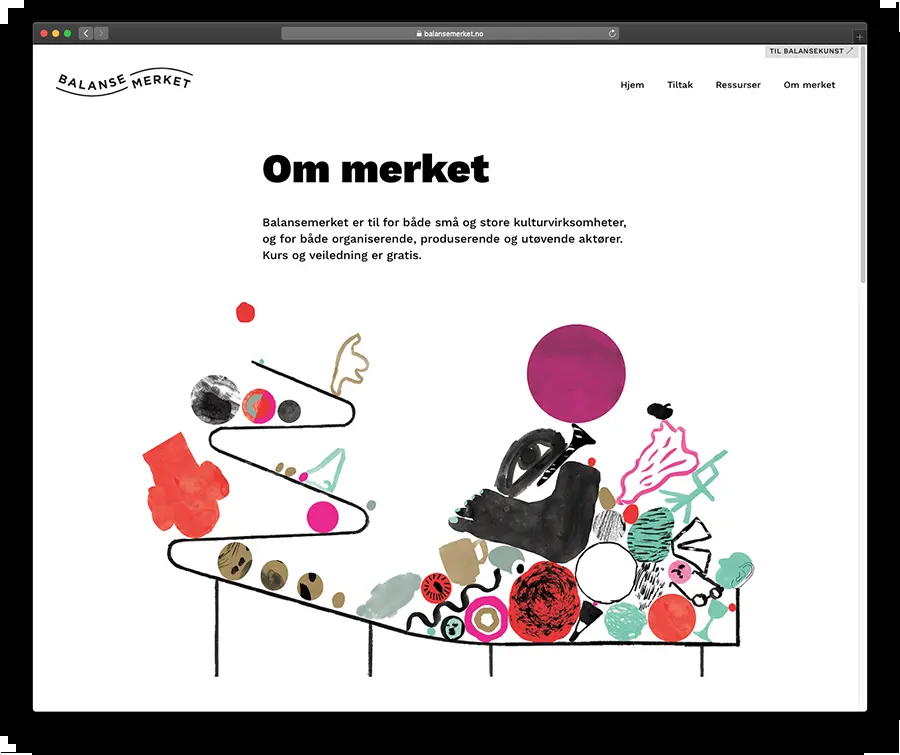 balansemerket.no
TIL BALANSEKUNST
BALANSE MERKET
Hjem Tiltak Ressurser Om merket
Om merket
Balansemerket er til for både små og store kulturvirksomheter,
og for både organiserende, produserende og utøvende aktører.
Kurs og veiledning er gratis.